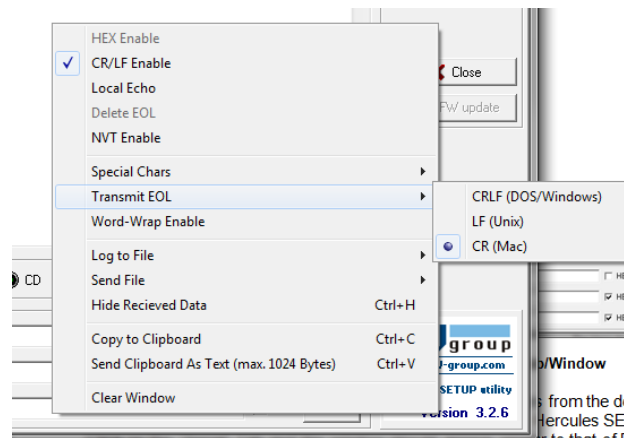 HEX Enable
CR/LF Enable
Local Echo
Delete EOL
NVT Enable
Special Chars
Transmit EOL
Word-Wrap Enable
Log to File
Send File
Hide Recieved Data Ctrl+H
Copy to Clipboard Ctrl+C
Send Clipboard As Text (max. 1024 Bytes) Ctrl+V
Clear Window
CRLF (DOS/Windows)
LF (Unix)
CR (Mac)
Close
FW update
CD
group
-group.com
SETUP utility
Version 3.2.6
/Window
from the
Hercules SE
to that of